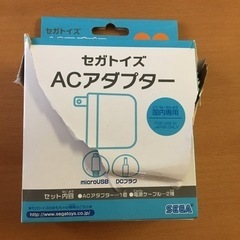 セガトイズ
ACアダプター
国内専用
microUSB
DCプラグ
セット内容
●ACアダプター…1個 ●電源ケーブル…2種
http://www.segatoys.co.jp/
SEGA